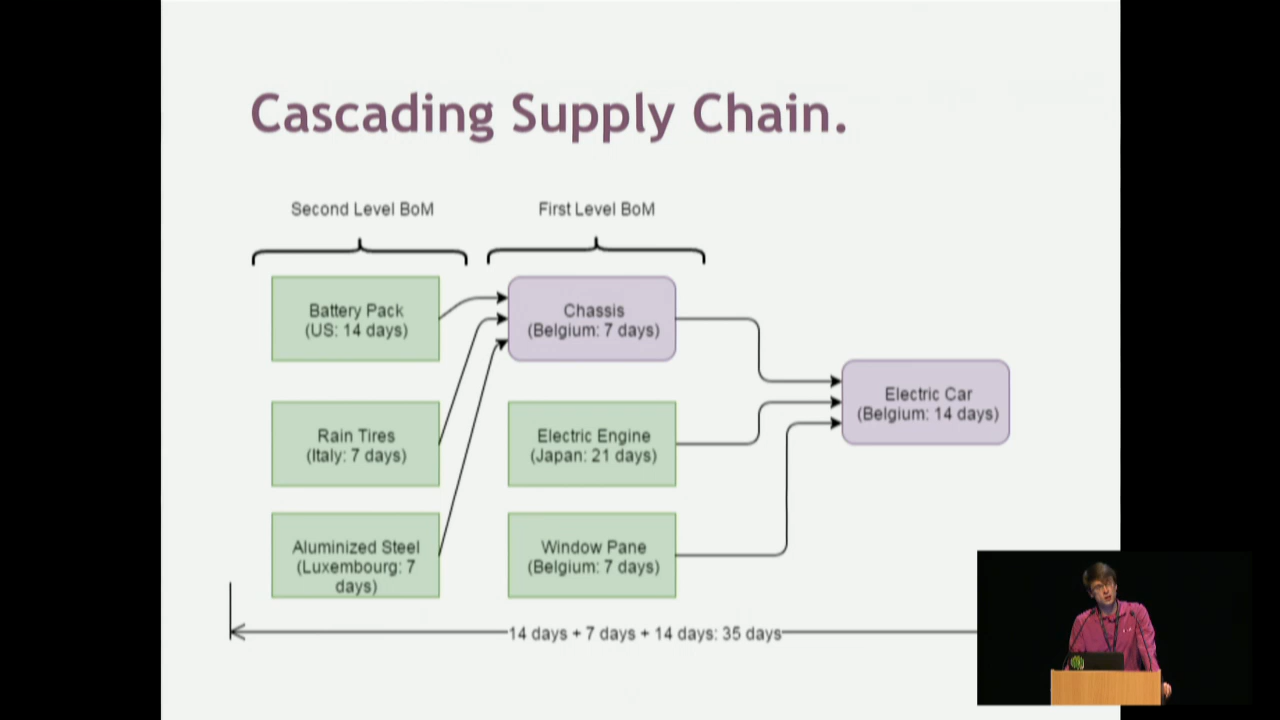 Cascading Supply Chain.
Second Level BoM
First Level BoM
Battery Pack
(US: 14 days)
Chassis
(Belgium: 7 days)
Electric Car
(Belgium: 14 days)
Rain Tires
(Italy: 7 days)
Electric Engine
(Japan: 21 days)
Aluminized Steel
(Luxembourg: 7
days)
Window Pane
(Belgium: 7 days)
14 days + 7 days + 14 days: 35 days